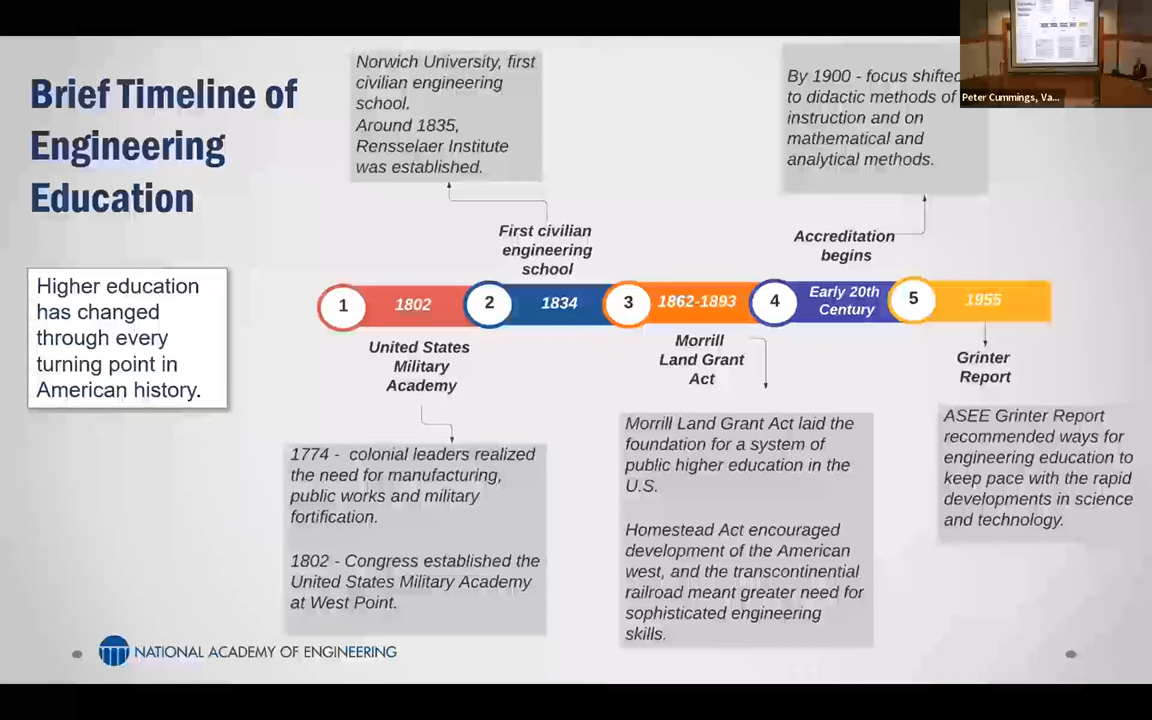 Brief Timeline of
Engineering
Education
Higher education
has changed
through every
turning point in
American history.
Norwich University, first
civilian engineering
school.
Around 1835,
Rensselaer Institute
was established.
By 1900 - focus shifted
to didactic methods of
instruction and on
mathematical and
analytical methods.
Peter Cummings, Va...
First civilian
engineering
school
Accreditation
begins
1
1802
2
1834
3
1862-1893
4
Early 20th
Century
5
1955
United States
Military
Academy
Morrill
Land Grant
Act
Grinter
Report
1774 - colonial leaders realized
the need for manufacturing,
public works and military
fortification.
1802 - Congress established the
United States Military Academy
at West Point.
Morrill Land Grant Act laid the
foundation for a system of
public higher education in the
U.S.
Homestead Act encouraged
development of the American
west, and the transcontinental
railroad meant greater need for
sophisticated engineering
skills.
ASEE Grinter Report
recommended ways for
engineering education to
keep pace with the rapid
developments in science
and technology.
NATIONAL ACADEMY OF ENGINEERING